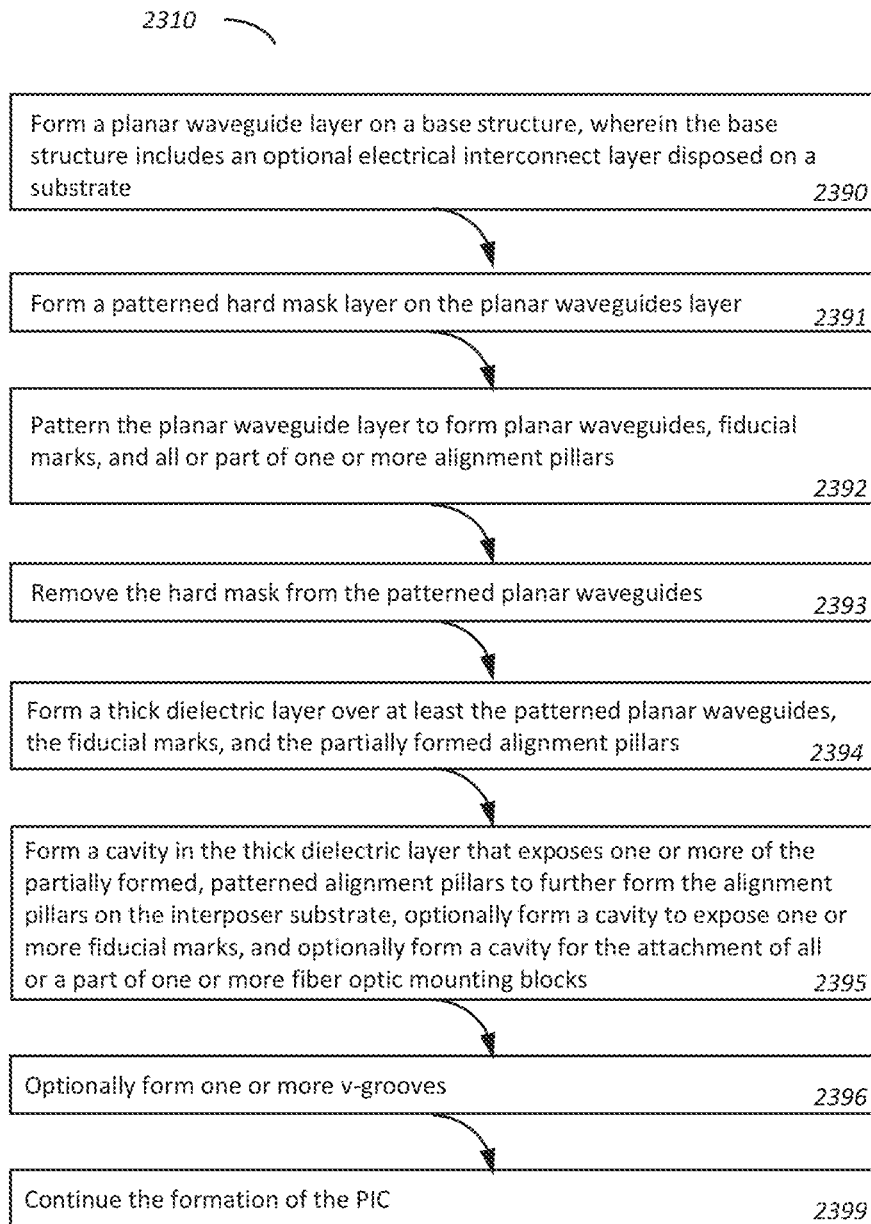 2310
Form a planar waveguide layer on a base structure, wherein the base
structure includes an optional electrical interconnect layer disposed on a
substrate
2390
Form a patterned hard mask layer on the planar waveguides layer
2391
Pattern the planar waveguide layer to form planar waveguides, fiducial
marks, and all or part of one or more alignment pillars
2392
Remove the hard mask from the patterned planar waveguides
2393
Form a thick dielectric layer over at least the patterned planar waveguides,
the fiducial marks, and the partially formed alignment pillars
2394
Form a cavity in the thick dielectric layer that exposes one or more of the
partially formed, patterned alignment pillars to further form the alignment
pillars on the interposer substrate, optionally form a cavity to expose one or
more fiducial marks, and optionally form a cavity for the attachment of all
or a part of one or more fiber optic mounting blocks
2395
Optionally form one or more v-grooves
2396
Continue the formation of the PIC
2399